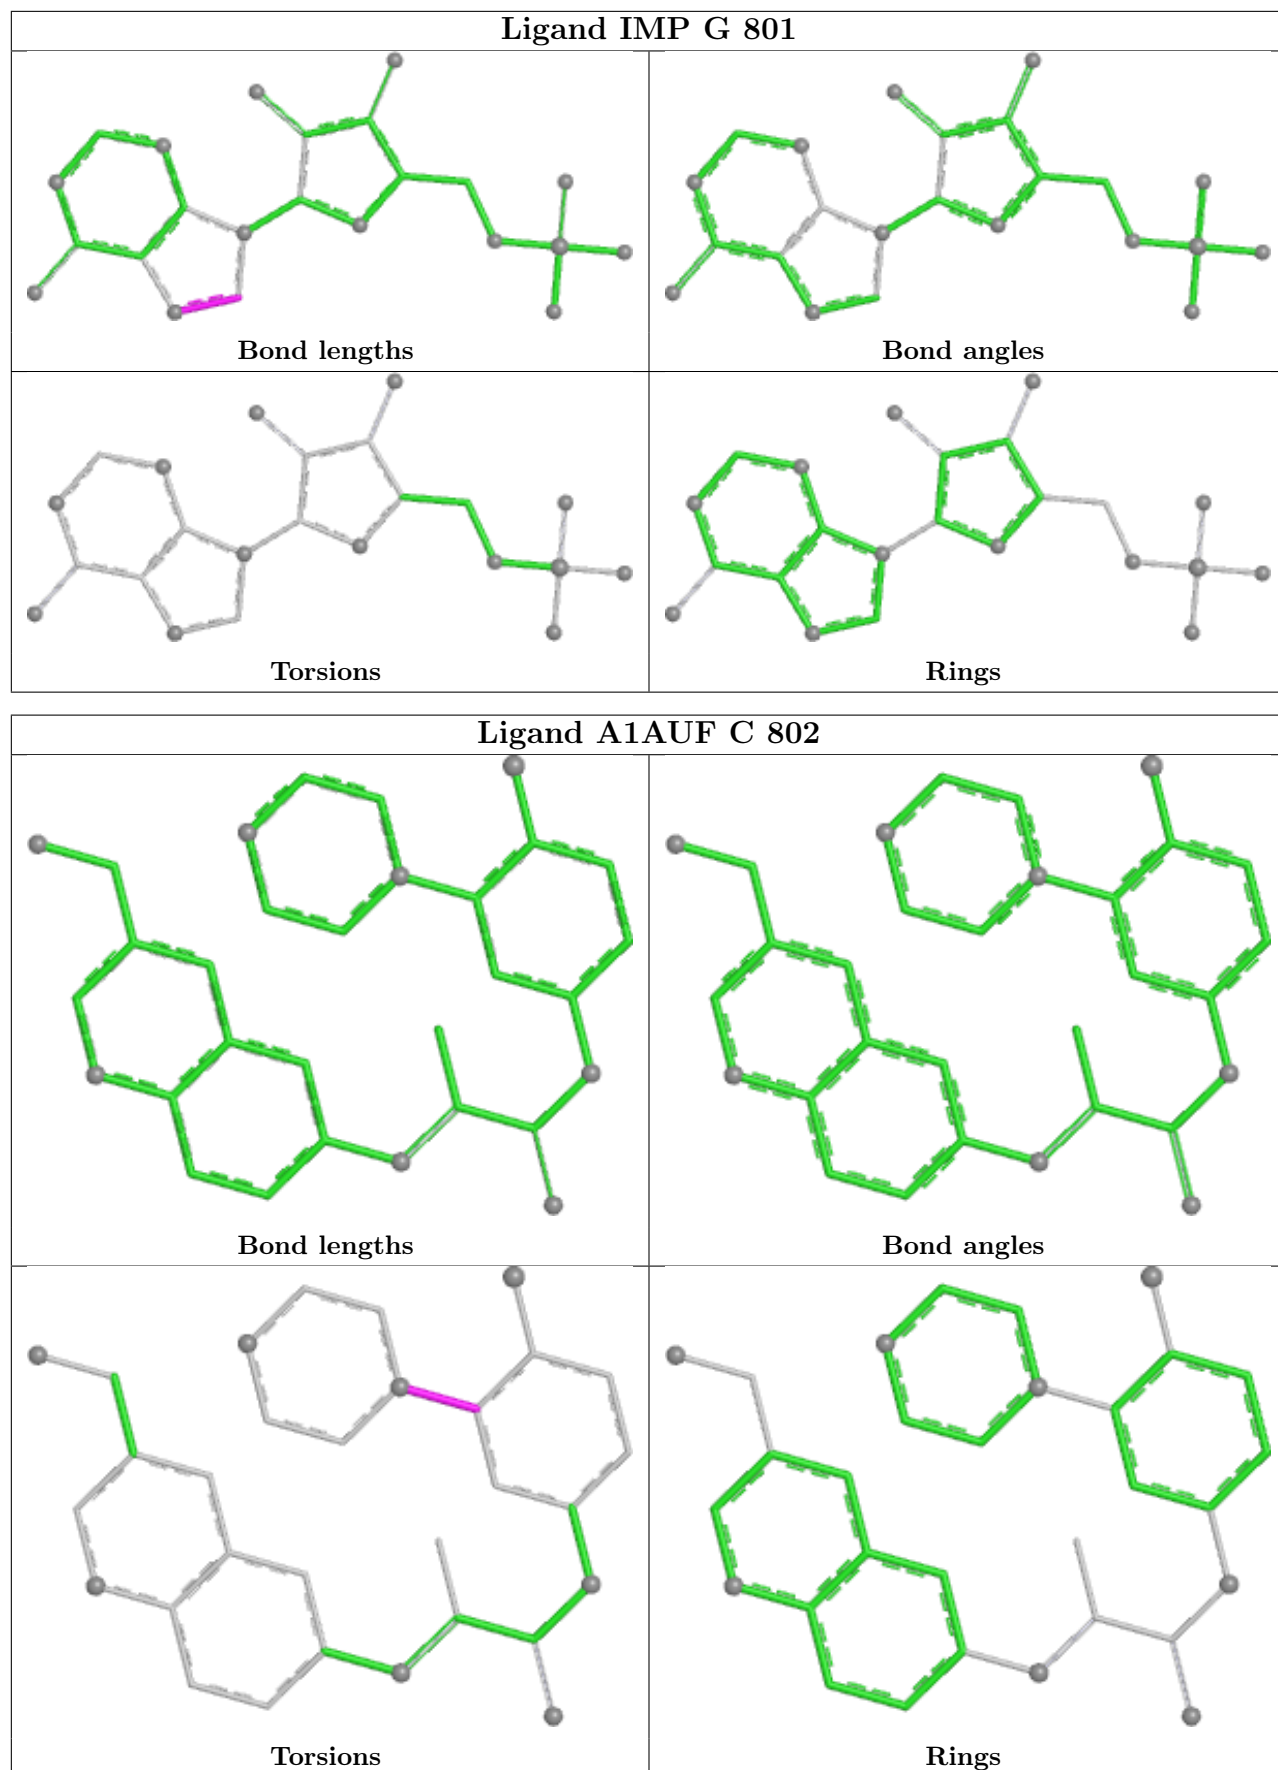 Ligand IMP G 801
Bond lengths
Bond angles
Torsions
Rings
Ligand A1AUF C 802
Bond lengths
Bond angles
Torsions
Rings